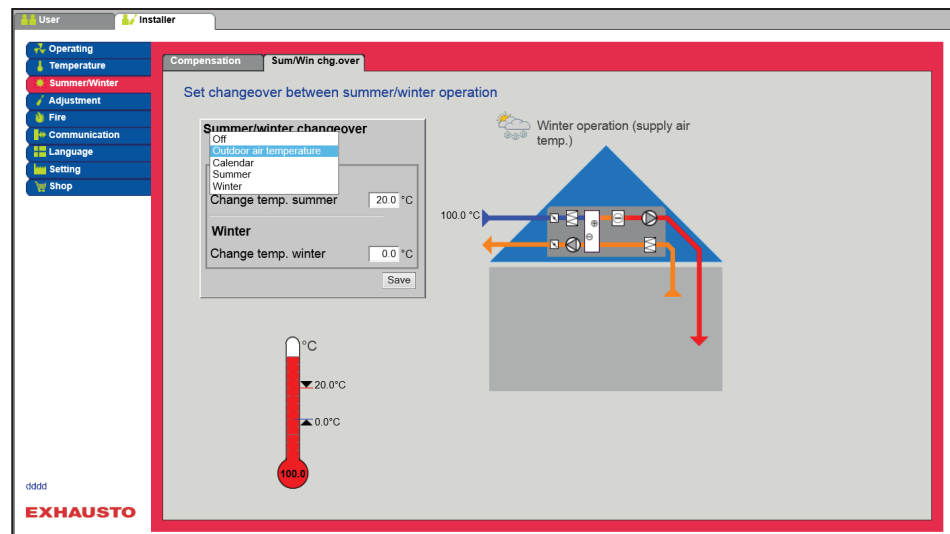 User
Installer
Operating
Temperature
Summer/Winter
Adjustment
Fire
Communication
Language
Setting
Shop
dddd
EXHAUSTO
Compensation
Sum/Win chg.over
Set changeover between summer/winter operation
Summer/winter changeover
Off
Outdoor air temperature
Calendar
Summer
Winter
Change temp. summer 20.0 °C
Winter
Change temp. winter 0.0 °C
Save
Winter operation (supply air
temp.)
100.0 °C
°C
20.0°C
0.0°C
100.0